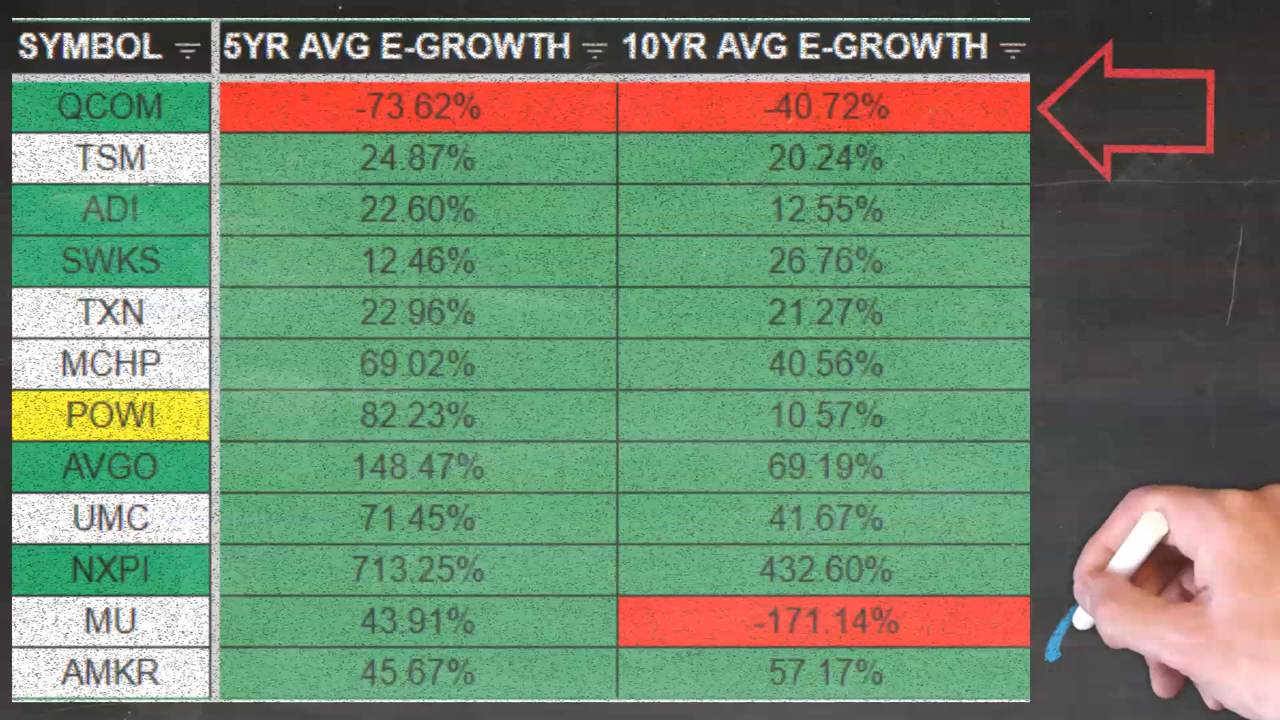 SYMBOL 5YR AVG E-GROWTH 10YR AVG E-GROWTH
QCOM -73.62% -40.72%
TSM 24.87% 20.24%
ADI 22.60% 12.55%
SWKS 12.46% 26.76%
TXN 22.96% 21.27%
MCHP 69.02% 40.56%
POWI 82.23% 10.57%
AVGO 148.47% 69.19%
UMC 71.45% 41.67%
NXPI 713.25% 432.60%
MU 43.91% -171.14%
AMKR 45.67% 57.17%